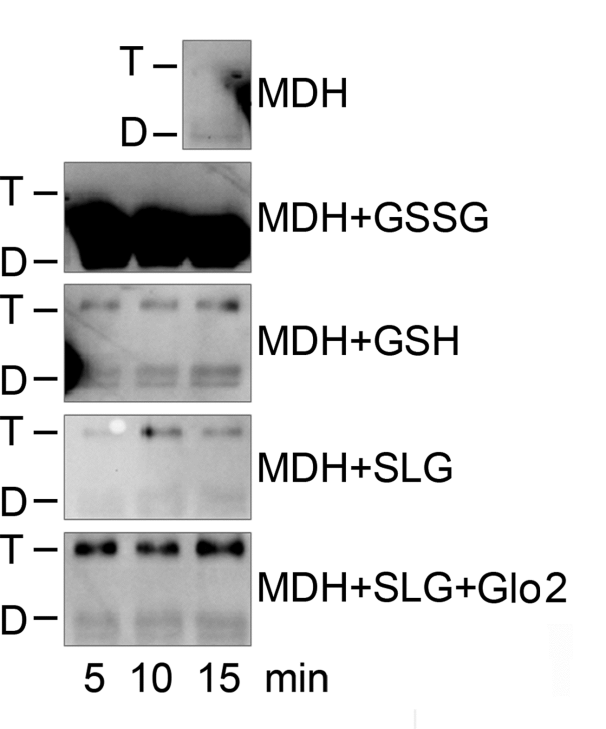 T –
MDH
D –
T –
MDH+GSSG
D –
T –
MDH+GSH
D –
T –
MDH+SLG
D –
T –
MDH+SLG+Glo2
D –
5 10 15 min